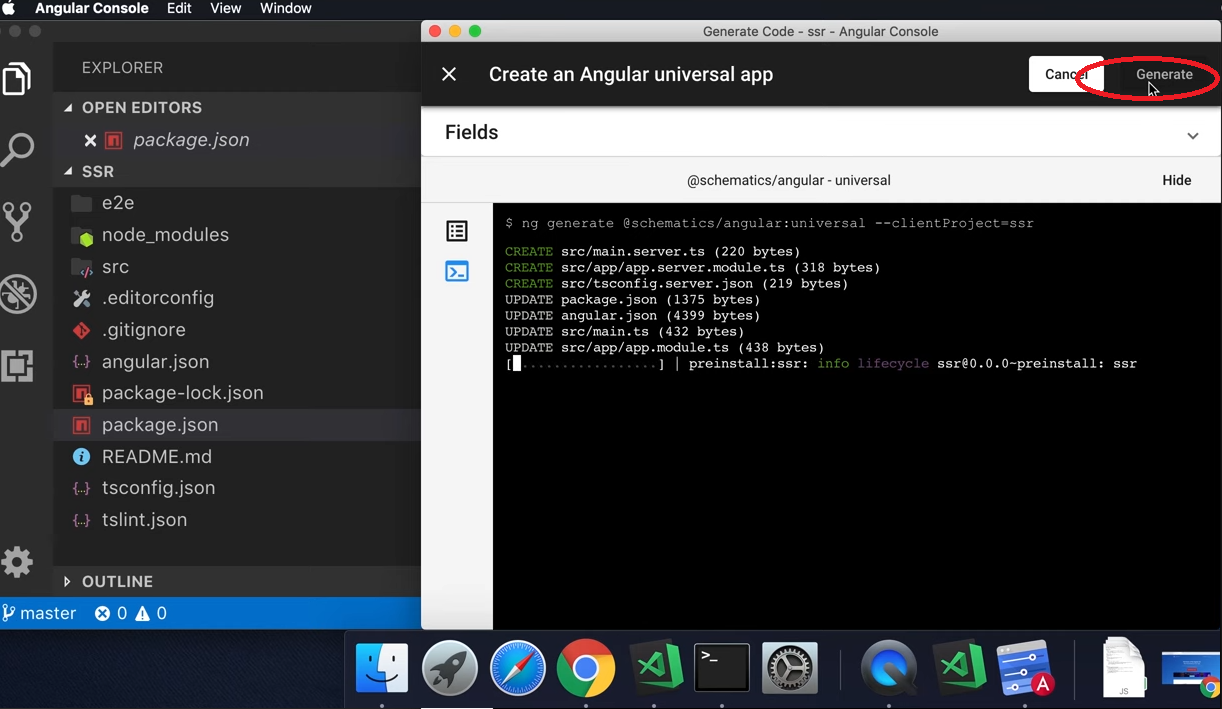 Angular Console Edit View Window
EXPLORER
OPEN EDITORS
package.json
SSR
e2e
node_modules
src
.editorconfig
.gitignore
angular.json
package-lock.json
package.json
README.md
tsconfig.json
tslint.json
OUTLINE
master 0 0
Generate Code - ssr - Angular Console
Create an Angular universal app
Cancel Generate
Fields
@schematics/angular - universal Hide
$ ng generate @schematics/angular:universal --clientProject=ssr
CREATE src/main.server.ts (220 bytes)
CREATE src/app/app.server.module.ts (318 bytes)
CREATE src/tsconfig.server.json (219 bytes)
UPDATE package.json (1375 bytes)
UPDATE angular.json (4399 bytes)
UPDATE src/main.ts (432 bytes)
UPDATE src/app/app.module.ts (438 bytes)
[ .................] | preinstall:ssr: info lifecycle ssr@0.0.0~preinstall: ssr
>_
A
JS